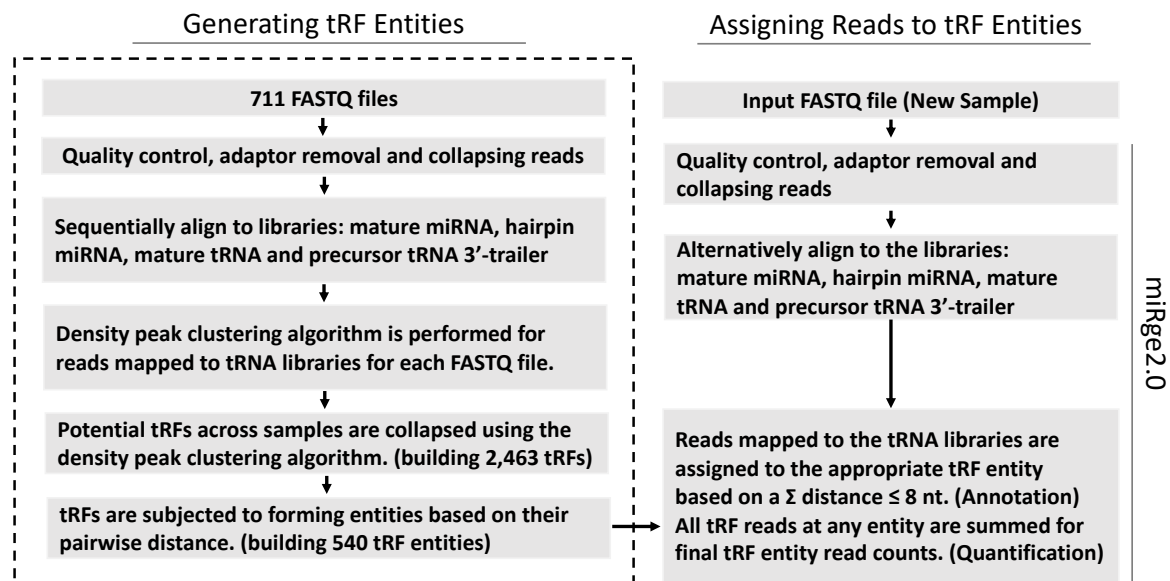 Generating tRF Entities
711 FASTQ files
Quality control, adaptor removal and collapsing reads
Sequentially align to libraries: mature miRNA, hairpin
miRNA, mature tRNA and precursor tRNA 3’-trailer
Density peak clustering algorithm is performed for
reads mapped to tRNA libraries for each FASTQ file.
Potential tRFs across samples are collapsed using the
density peak clustering algorithm. (building 2,463 tRFs)
tRFs are subjected to forming entities based on their
pairwise distance. (building 540 tRF entities)
Assigning Reads to tRF Entities
Input FASTQ file (New Sample)
Quality control, adaptor removal and
collapsing reads
Alternatively align to the libraries:
mature miRNA, hairpin miRNA, mature
tRNA and precursor tRNA 3’-trailer
Reads mapped to the tRNA libraries are
assigned to the appropriate tRF entity
based on a Σ distance ≤ 8 nt. (Annotation)
All tRF reads at any entity are summed for
final tRF entity read counts. (Quantification)
miRge2.0